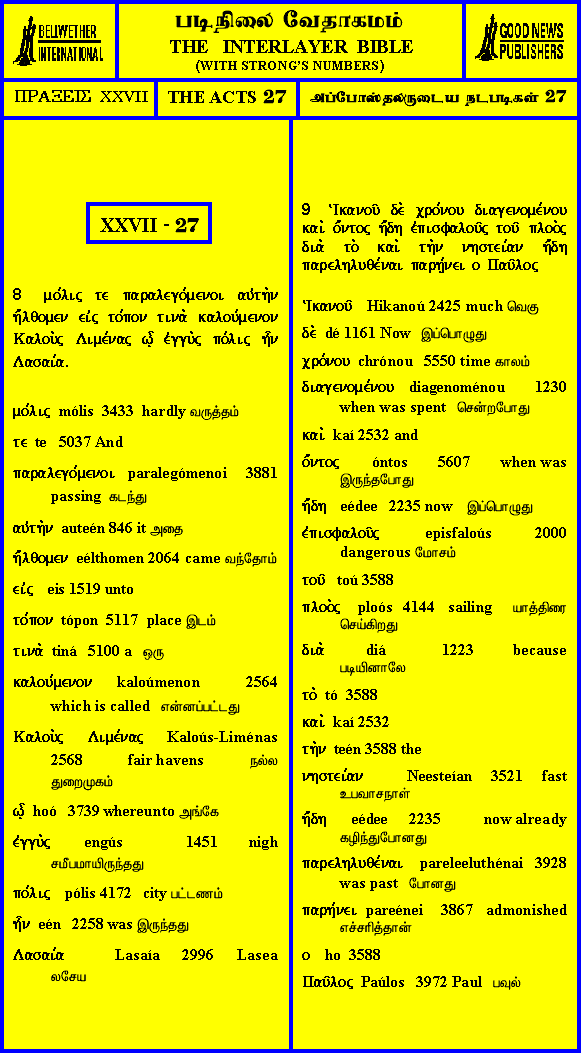 BELLWETHER
INTERNATIONAL
படிநிலை வேதாகமம்
THE INTERLAYER BIBLE
(WITH STRONG'S NUMBERS)
GOOD NEWS
PUBLISHERS
ΠΡΑΞΕΙΣ XXVII
THE ACTS 27
அப்போஸ்தலருடைய நடபடிகள் 27
XXVII - 27
8 μόλις τε παραλεγόμενοι αὐτὴν
ἤλθομεν εἰς τόπον τινὰ καλούμενον
Καλοὺς Λιμένας ᾧ ἐγγὺς πόλις ἦν
Λασαία.
μόλις mólis 3433 hardly வருத்தம்
τε te 5037 And
παραλεγόμενοι paralegómenoi 3881
passing கடந்து
αὐτὴν auteén 846 it அதை
ἤλθομεν eélthomen 2064 came வந்தோம்
εἰς eis 1519 unto
τόπον tópon 5117 place இடம்
τινὰ tiná 5100 a ஒரு
καλούμενον kaloúmenon 2564
which is called என்னப்பட்டது
Καλοὺς Λιμένας Kaloús-Liménas
2568 fair havens நல்ல
துறைமுகம்
ᾧ hoó 3739 whereunto அங்கே
ἐγγὺς engús 1451 nigh
சமீபமாயிருந்தது
πόλις pólis 4172 city பட்டணம்
ἦν eén 2258 was இருந்தது
Λασαία Lasaía 2996 Lasea
லசேய
9 Ἱκανοῦ δὲ χρόνου διαγενομένου
καὶ ὄντος ἤδη ἐπισφαλοῦς τοῦ πλοὸς
διὰ τὸ καὶ τὴν νηστείαν ἤδη
παρεληλυθέναι παρῄνει ο Παῦλος
Ἱκανοῦ Hikanoú 2425 much வெகு
δὲ dé 1161 Now இப்பொழுது
χρόνου chrónou 5550 time காலம்
διαγενομένου diagenoménou 1230
when was spent சென்றபோது
καὶ kaí 2532 and
ὄντος óntos 5607 when was
இருந்தபோது
ἤδη eédee 2235 now இப்பொழுது
ἐπισφαλοῦς episfaloús 2000
dangerous மோசம்
τοῦ toú 3588
πλοὸς ploós 4144 sailing யாத்திரை
செய்கிறது
διὰ diá 1223 because
படியினாலே
τὸ tó 3588
καὶ kaí 2532
τὴν teén 3588 the
νηστείαν Neesteían 3521 fast
உபவாசநாள்
ἤδη eédee 2235 now already
கழிந்துபோனது
παρεληλυθέναι pareleeluthénai 3928
was past போனது
παρῄνει pareénei 3867 admonished
எச்சரித்தான்
ο ho 3588
Παῦλος Paúlos 3972 Paul பவுல்